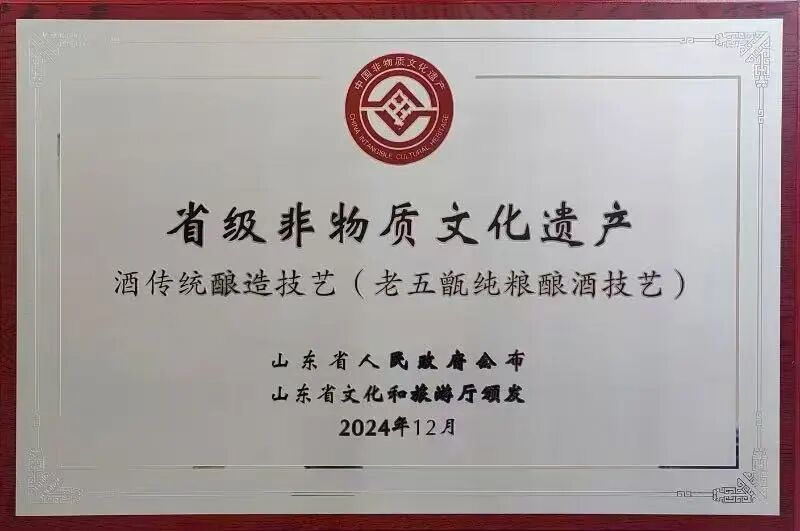 中国非物质文化遗产
CHINA INTANGIBLE CULTURAL HERITAGE
省级非物质文化遗产
酒传统酿造技艺（老五甑纯粮酿酒技艺）
山东省人民政府公布
山东省文化和旅游厅颁发
2024年12月